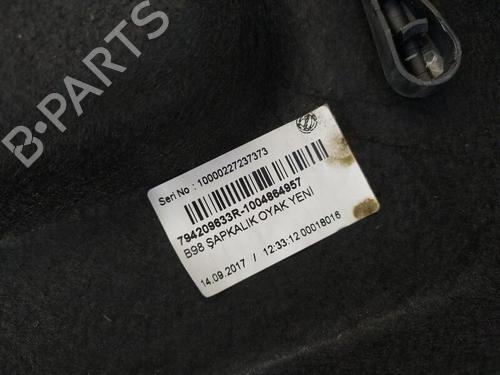 B-PARTS
Seri No : 10000227237373
794209633R-1004864957
B98 ŞAPKALIK OYAK YENİ
14.09.2017 / 12:33:12 00018016